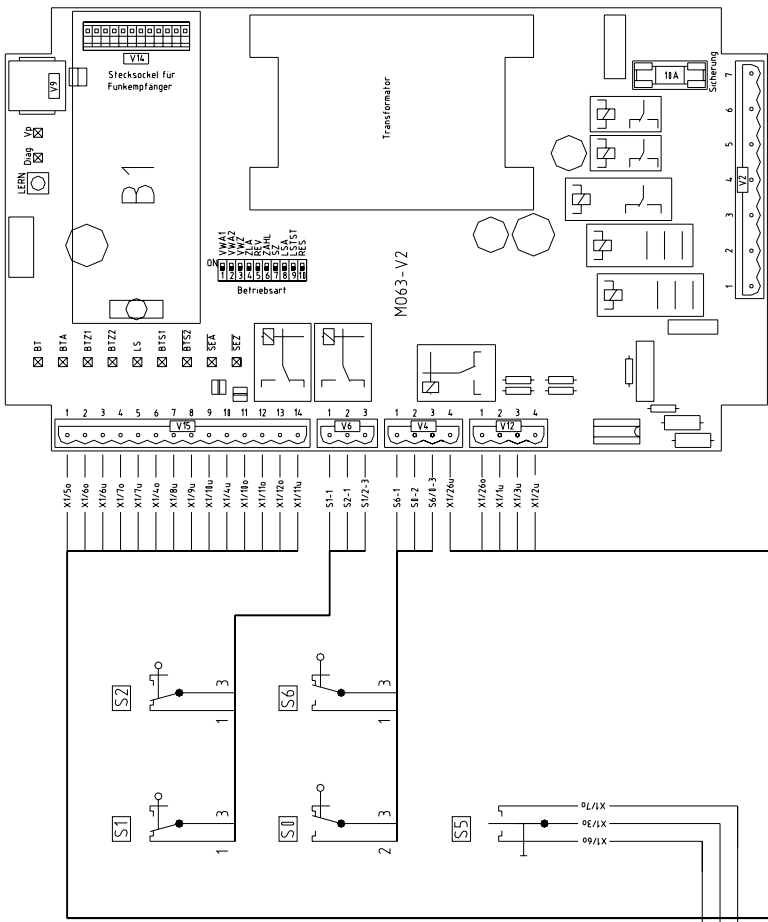 V14
Stecksockel für
Funkempfänger
V9
Vp
Diag
LERN
B1
Transformator
10A
Sicherung
7
6
5
4
3
2
1
V2
ON
VWA1
VWA2
VWZ
ZLA
REV
ZAHL
SZ
LSA
LSTST
RES
1 2 3 4 5 6 7 8 9 10
Betriebsart
M063-V2
BT
BTA
BTZ1
BTZ2
LS
BTS1
BTS2
SEA
SEZ
1 2 3 4 5 6 7 8 9 10 11 12 13 14
V15
1 2 3
V6
1 2 3 4
V4
1 2 3 4
V12
X1/5o
X1/6o
X1/6u
X1/7o
X1/7u
X1/4o
X1/8u
X1/9u
X1/10u
X1/4u
X1/10o
X1/11o
X1/12o
X1/11u
S1-1
S2-1
S1/2-3
S6-1
S0-2
S6/0-3
X1/26u
X1/26o
X1/1u
X1/3u
X1/2u
S2
3
1
S6
3
1
S1
3
1
S0
3
2
S5
X1/7o
X1/3o
X1/6o